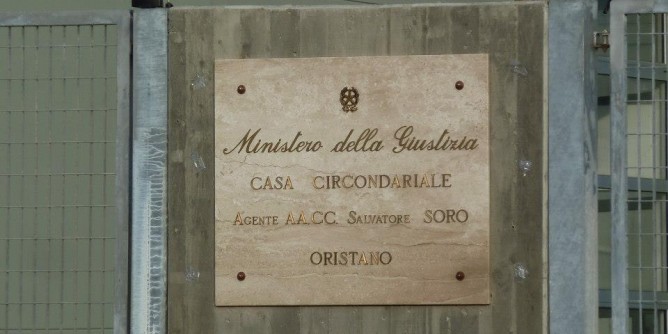 Ministero della Giustizia
CASA CIRCONDARIALE
AGENTE AA.CC. SALVATORE SORO
ORISTANO